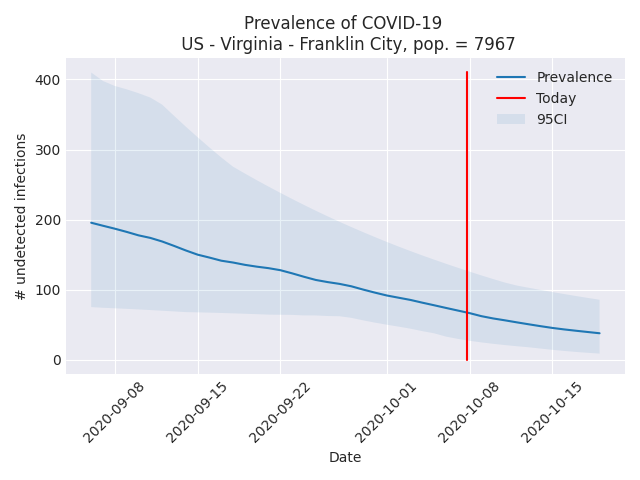 Prevalence of COVID-19
US - Virginia - Franklin City, pop. = 7967
400
300
200
100
0
# undetected infections
Prevalence
Today
95CI
2020-09-08
2020-09-15
2020-09-22
2020-10-01
2020-10-08
2020-10-15
Date